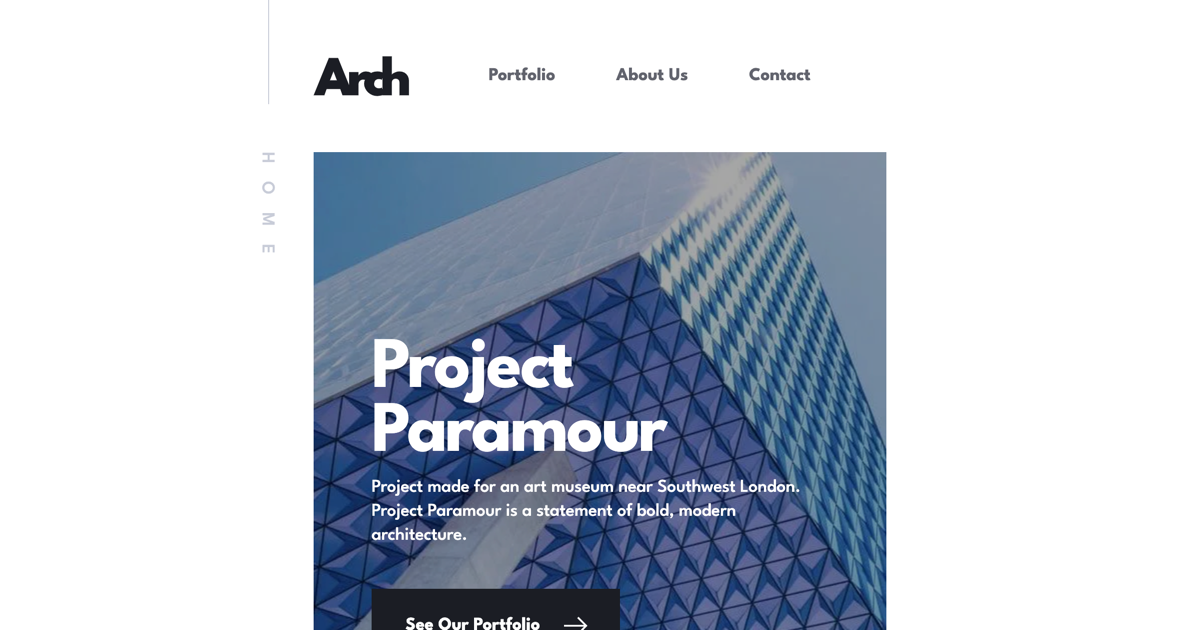 Arch
Portfolio
About Us
Contact
HOME
Project
Paramour
Project made for an art museum near Southwest London.
Project Paramour is a statement of bold, modern
architecture.
See Our Portfolio